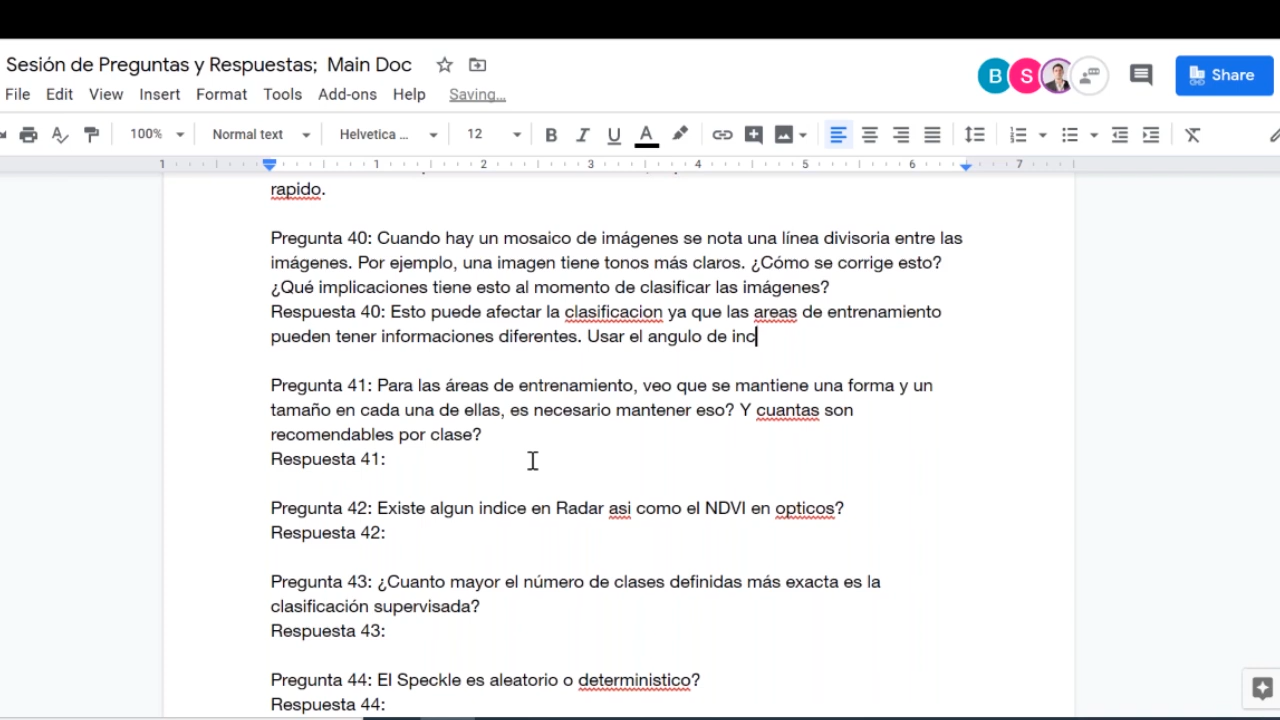 Sesión de Preguntas y Respuestas; Main Doc
B S
Share
File Edit View Insert Format Tools Add-ons Help Saving...
100% Normal text Helvetica ... 12 B I U A
1 1 2 3 4 5 6 7
rapido.
Pregunta 40: Cuando hay un mosaico de imágenes se nota una línea divisoria entre las
imágenes. Por ejemplo, una imagen tiene tonos más claros. ¿Cómo se corrige esto?
¿Qué implicaciones tiene esto al momento de clasificar las imágenes?
Respuesta 40: Esto puede afectar la clasificacion ya que las areas de entrenamiento
pueden tener informaciones diferentes. Usar el angulo de inc
Pregunta 41: Para las áreas de entrenamiento, veo que se mantiene una forma y un
tamaño en cada una de ellas, es necesario mantener eso? Y cuantas son
recomendables por clase?
Respuesta 41:
Pregunta 42: Existe algun indice en Radar asi como el NDVI en opticos?
Respuesta 42:
Pregunta 43: ¿Cuanto mayor el número de clases definidas más exacta es la
clasificación supervisada?
Respuesta 43:
Pregunta 44: El Speckle es aleatorio o deterministico?
Respuesta 44: